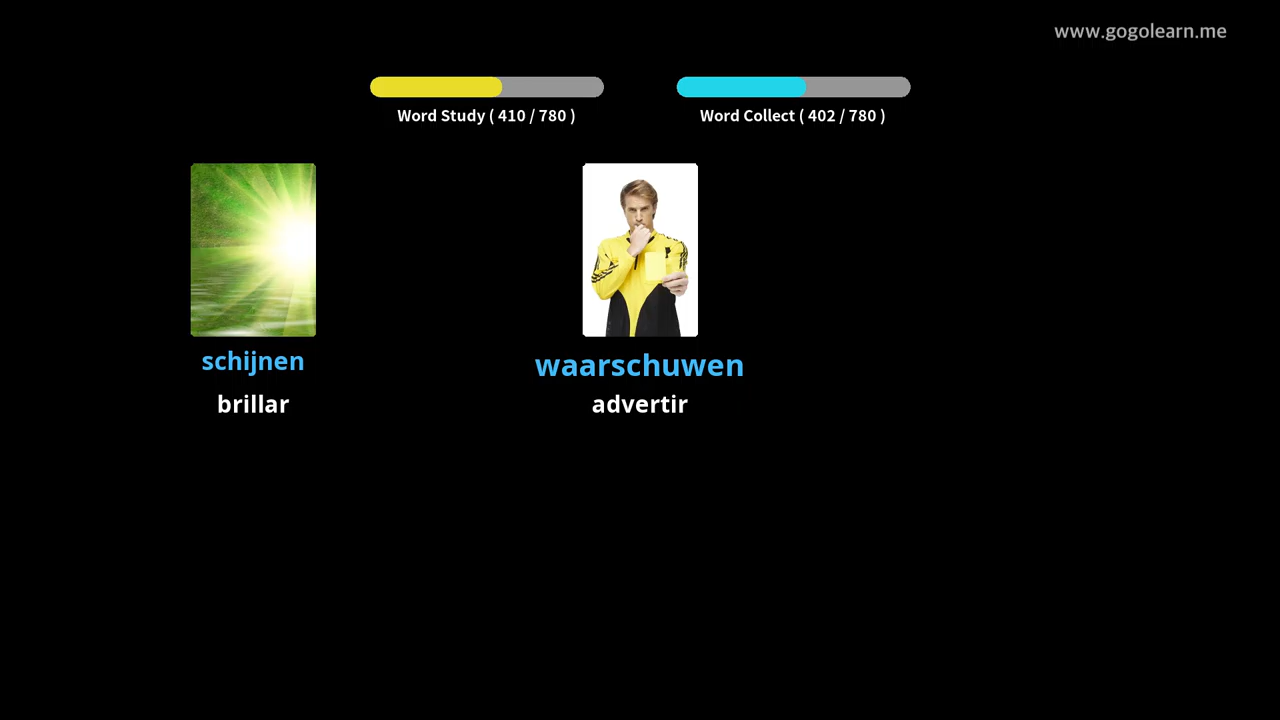 www.gogolearn.me
Word Study ( 410 / 780 )
Word Collect ( 402 / 780 )
schijnen
brillar
waarschuwen
advertir